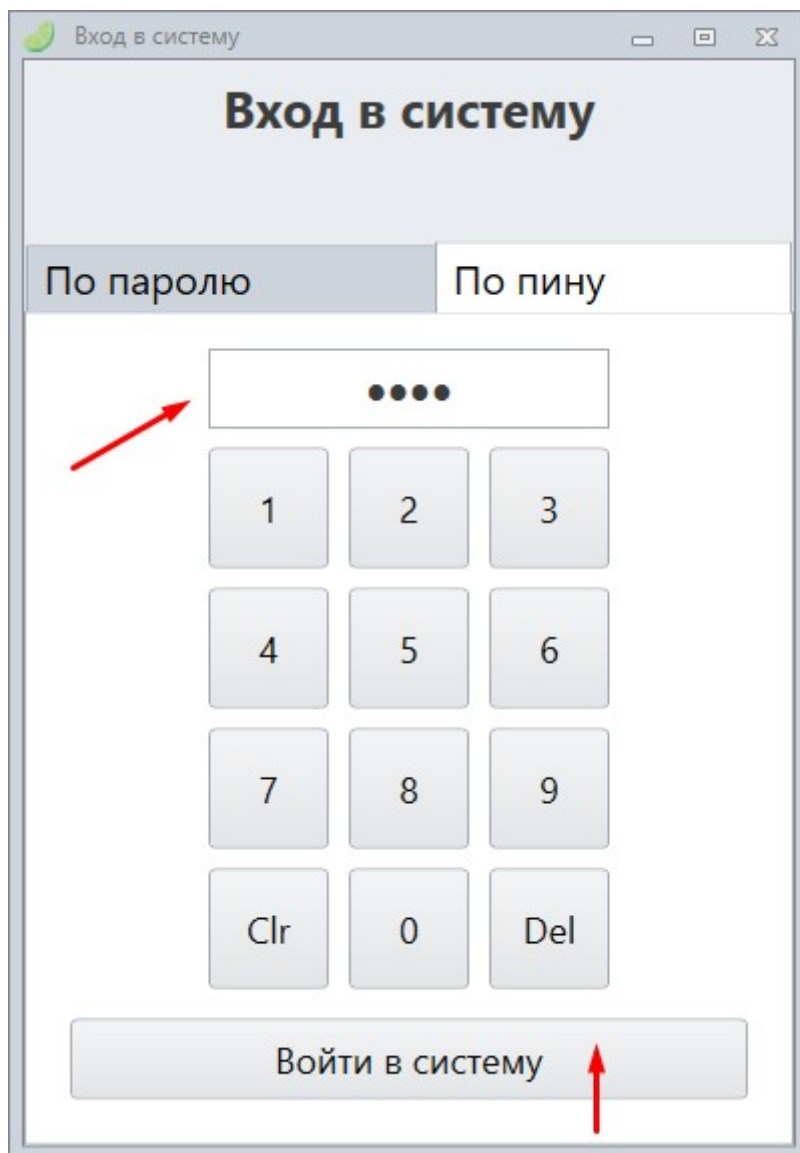 Вход в систему
Вход в систему
По паролю По пину
••••
1 2 3
4 5 6
7 8 9
Clr 0 Del
Войти в систему